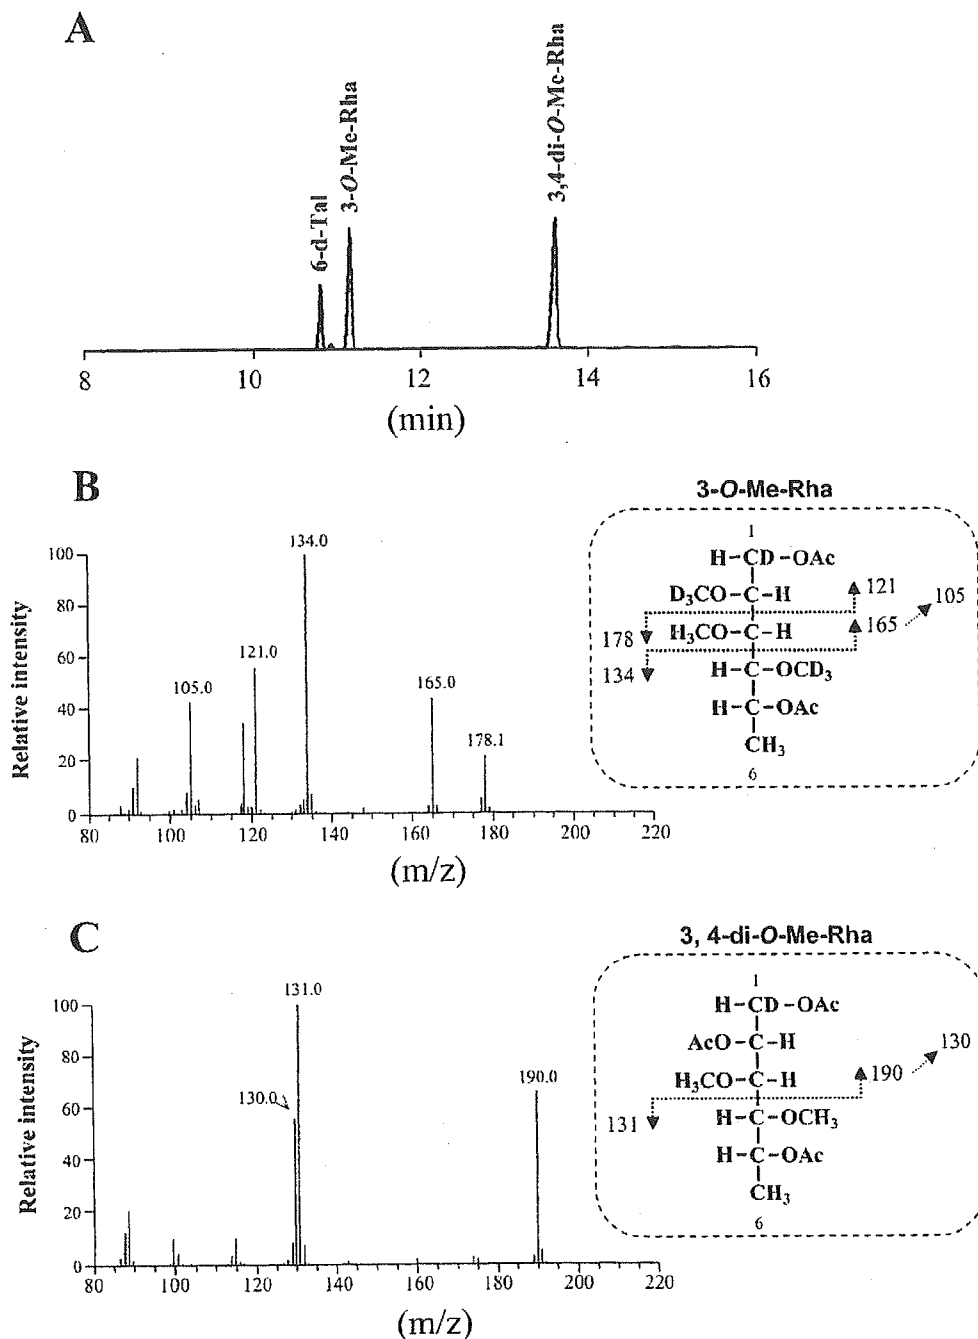 A
6-d-Tal
3-O-Me-Rha
3,4-di-O-Me-Rha
8 10 12 14 16
(min)
B
Relative intensity
100
80
60
40
20
0
80 100 120 140 160 180 200 220
(m/z)
105.0
121.0
134.0
165.0
178.1
3-O-Me-Rha
1
H-CD-OAc
D₃CO-C-H
121
105
178
H₃CO-C-H
165
134
H-C-OCD₃
H-C-OAc
CH₃
6
C
Relative intensity
100
80
60
40
20
0
80 100 120 140 160 180 200 220
(m/z)
131.0
130.0
190.0
3, 4-di-O-Me-Rha
1
H-CD-OAc
AcO-C-H
130
H₃CO-C-H
190
131
H-C-OCH₃
H-C-OAc
CH₃
6